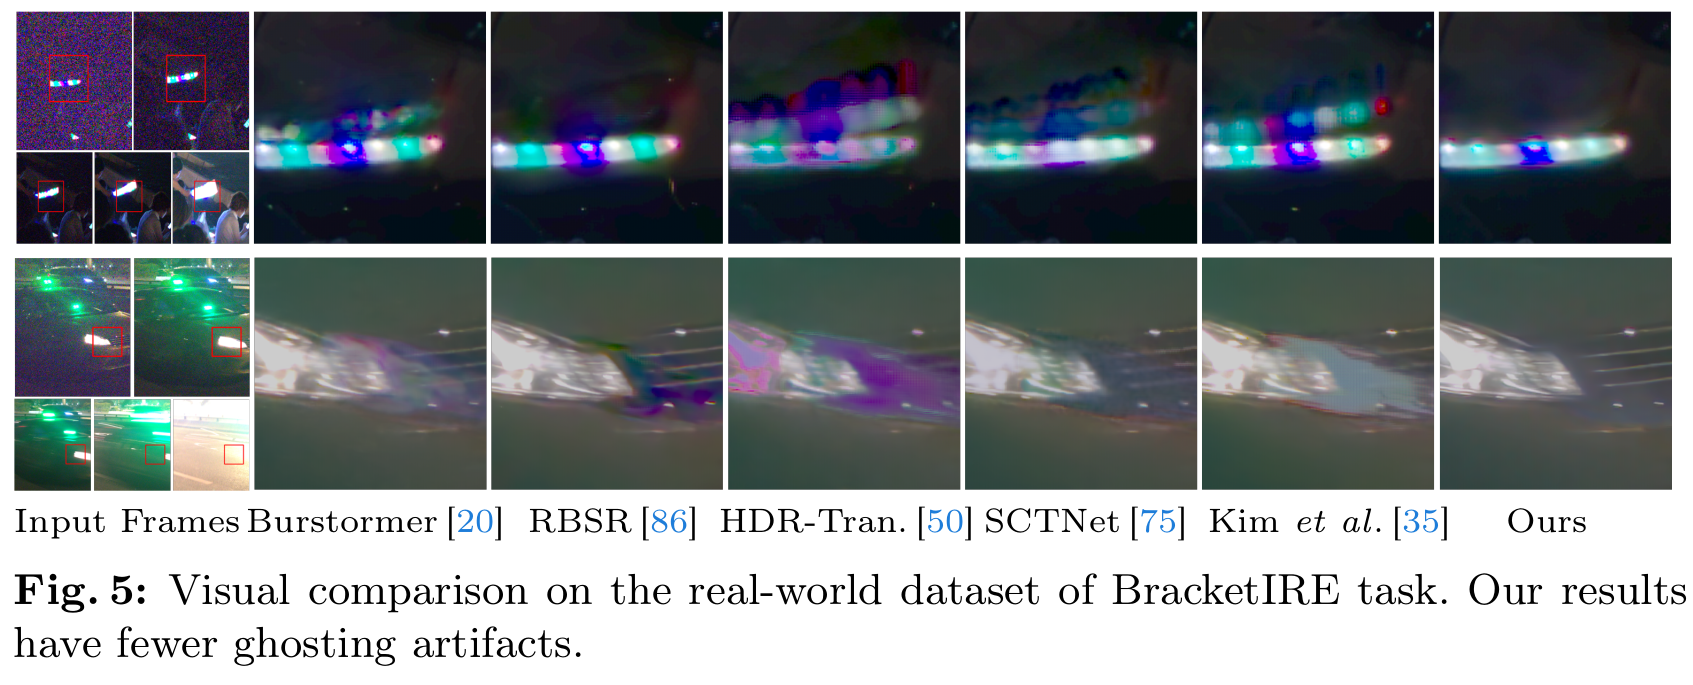 Input Frames Burstormer [20] RBSR [86] HDR-Tran. [50] SCTNet [75] Kim et al. [35] Ours
Fig. 5: Visual comparison on the real-world dataset of BracketIRE task. Our results
have fewer ghosting artifacts.